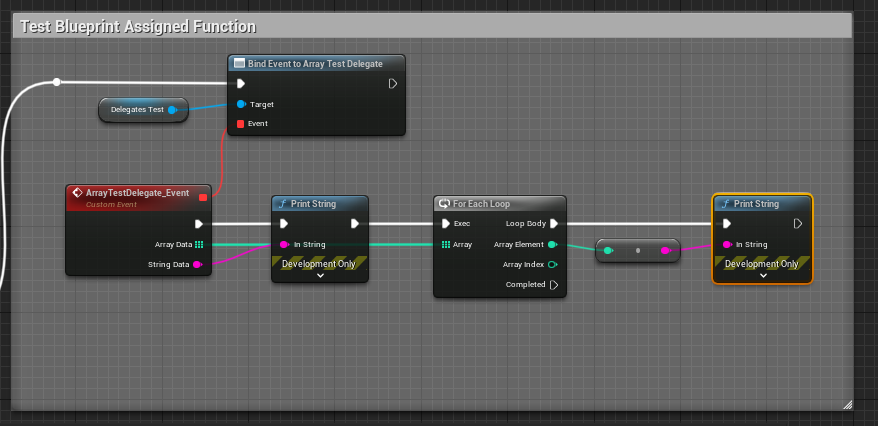 Test Blueprint Assigned Function
Bind Event to Array Test Delegate
Delegates Test
Target
Event
ArrayTestDelegate_Event
Custom Event
Array Data
String Data
Print String
In String
Development Only
For Each Loop
Exec
Loop Body
Array
Array Element
Array Index
Completed
Print String
In String
Development Only